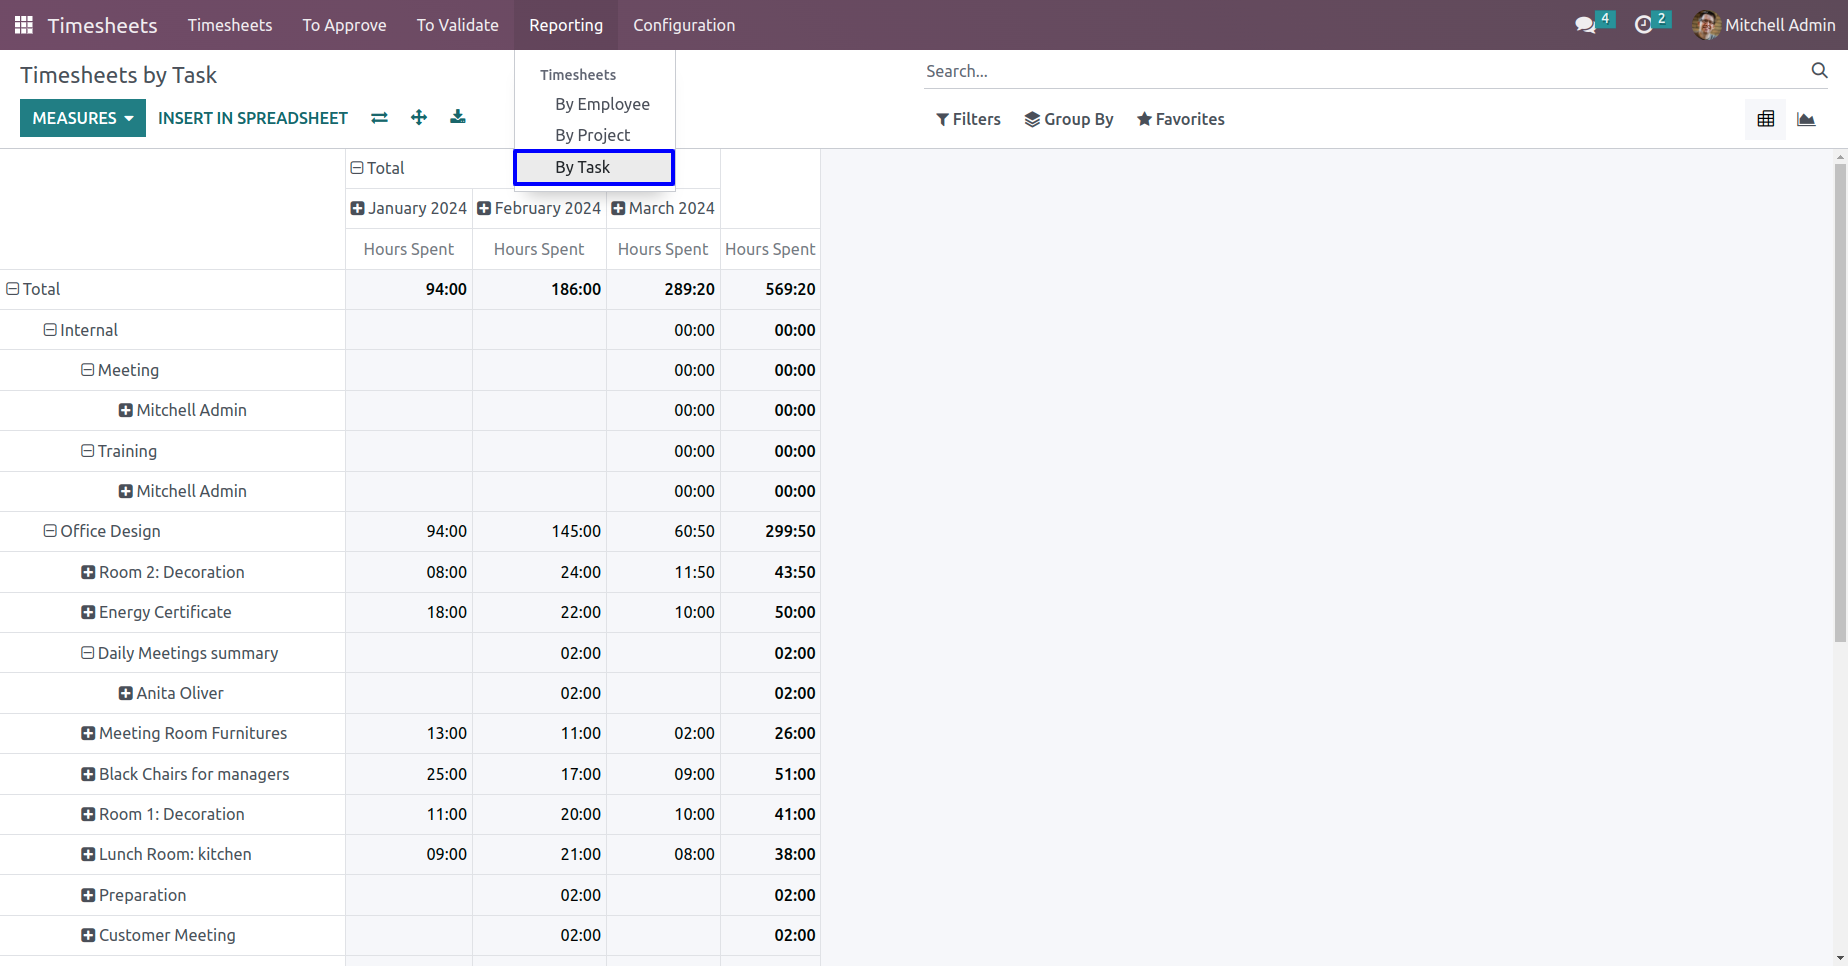 Timesheets Timesheets To Approve To Validate Reporting Configuration 4 2 Mitchell Admin
Timesheets by Task
Search...
MEASURES INSERT IN SPREADSHEET
Filters Group By Favorites
Timesheets
By Employee
By Project
By Task
Total
January 2024 February 2024 March 2024
Hours Spent Hours Spent Hours Spent Hours Spent
Total 94:00 186:00 289:20 569:20
Internal 00:00 00:00
Meeting 00:00 00:00
Mitchell Admin 00:00 00:00
Training 00:00 00:00
Mitchell Admin 00:00 00:00
Office Design 94:00 145:00 60:50 299:50
Room 2: Decoration 08:00 24:00 11:50 43:50
Energy Certificate 18:00 22:00 10:00 50:00
Daily Meetings summary 02:00 02:00
Anita Oliver 02:00 02:00
Meeting Room Furnitures 13:00 11:00 02:00 26:00
Black Chairs for managers 25:00 17:00 09:00 51:00
Room 1: Decoration 11:00 20:00 10:00 41:00
Lunch Room: kitchen 09:00 21:00 08:00 38:00
Preparation 02:00 02:00
Customer Meeting 02:00 02:00